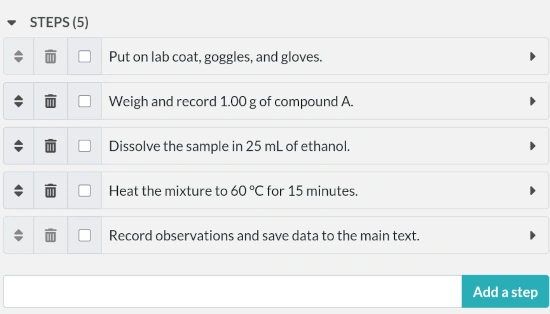 STEPS (5)
Put on lab coat, goggles, and gloves.
Weigh and record 1.00 g of compound A.
Dissolve the sample in 25 mL of ethanol.
Heat the mixture to 60 °C for 15 minutes.
Record observations and save data to the main text.
Add a step